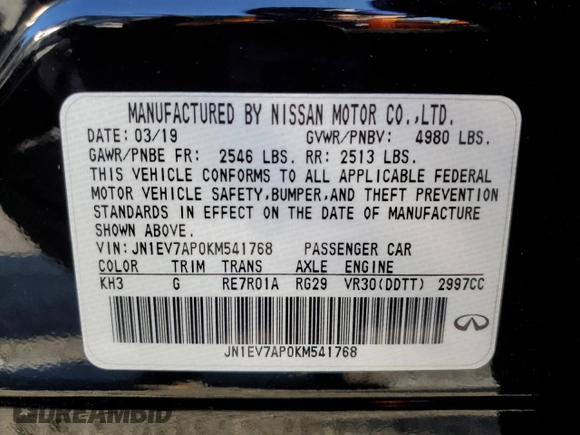 MANUFACTURED BY NISSAN MOTOR CO.,LTD.
DATE: 03/19 GVWR/PNBV: 4980 LBS.
GAWR/PNBE FR: 2546 LBS. RR: 2513 LBS.
THIS VEHICLE CONFORMS TO ALL APPLICABLE FEDERAL
MOTOR VEHICLE SAFETY,BUMPER,AND THEFT PREVENTION
STANDARDS IN EFFECT ON THE DATE OF MANUFACTURE
SHOWN ABOVE.
VIN: JN1EV7AP0KM541768 PASSENGER CAR
COLOR TRIM TRANS AXLE ENGINE
KH3 G RE7R01A RG29 VR30(DDTT) 2997CC
JN1EV7AP0KM541768
DREAMBID